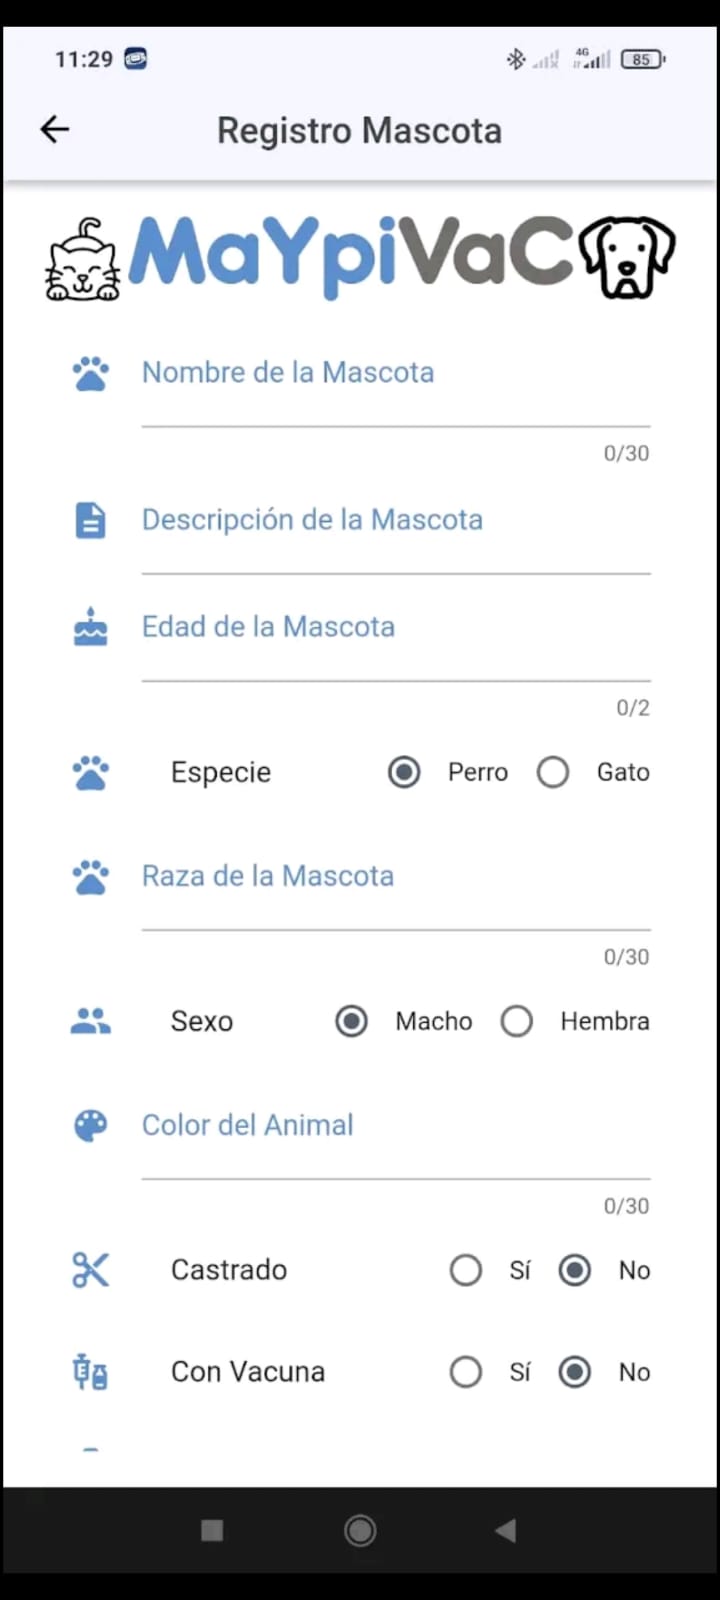 11:29
4G
85
Registro Mascota
MaYpiVaC
Nombre de la Mascota
0/30
Descripción de la Mascota
Edad de la Mascota
0/2
Especie Perro Gato
Raza de la Mascota
0/30
Sexo Macho Hembra
Color del Animal
0/30
Castrado Sí No
Con Vacuna Sí No